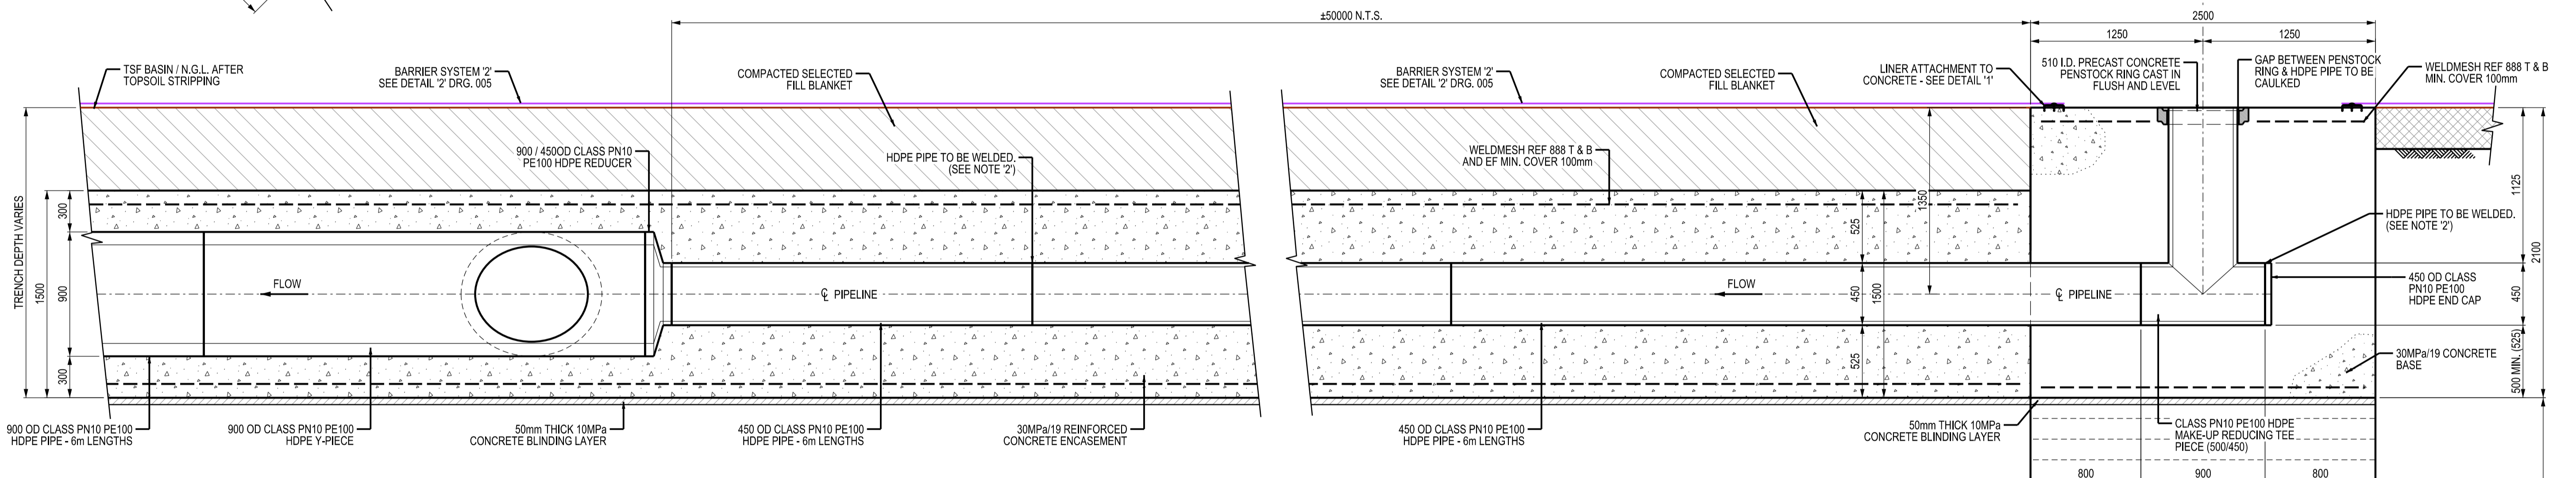 ±50000 N.T.S.
2500
1250
1250
TSF BASIN / N.G.L. AFTER
TOPSOIL STRIPPING
BARRIER SYSTEM '2'
SEE DETAIL '2' DRG. 005
COMPACTED SELECTED
FILL BLANKET
BARRIER SYSTEM '2'
SEE DETAIL '2' DRG. 005
COMPACTED SELECTED
FILL BLANKET
LINER ATTACHMENT TO
CONCRETE - SEE DETAIL '1'
510 I.D. PRECAST CONCRETE
PENSTOCK RING CAST IN
FLUSH AND LEVEL
GAP BETWEEN PENSTOCK
RING & HDPE PIPE TO BE
CAULKED
WELDMESH REF 888 T & B
MIN. COVER 100mm
900 / 450OD CLASS PN10
PE100 HDPE REDUCER
HDPE PIPE TO BE WELDED.
(SEE NOTE '2')
WELDMESH REF 888 T & B
AND EF MIN. COVER 100mm
HDPE PIPE TO BE WELDED.
(SEE NOTE '2')
TRENCH DEPTH VARIES
1500
300
900
300
FLOW
℄ PIPELINE
FLOW
525
450
525
1500
1350
℄ PIPELINE
1125
450
500 MIN. (525)
2100
450 OD CLASS
PN10 PE100
HDPE END CAP
30MPa/19 CONCRETE
BASE
900 OD CLASS PN10 PE100
HDPE PIPE - 6m LENGTHS
900 OD CLASS PN10 PE100
HDPE Y-PIECE
50mm THICK 10MPa
CONCRETE BLINDING LAYER
450 OD CLASS PN10 PE100
HDPE PIPE - 6m LENGTHS
30MPa/19 REINFORCED
CONCRETE ENCASEMENT
450 OD CLASS PN10 PE100
HDPE PIPE - 6m LENGTHS
50mm THICK 10MPa
CONCRETE BLINDING LAYER
CLASS PN10 PE100 HDPE
MAKE-UP REDUCING TEE
PIECE (500/450)
800
900
800